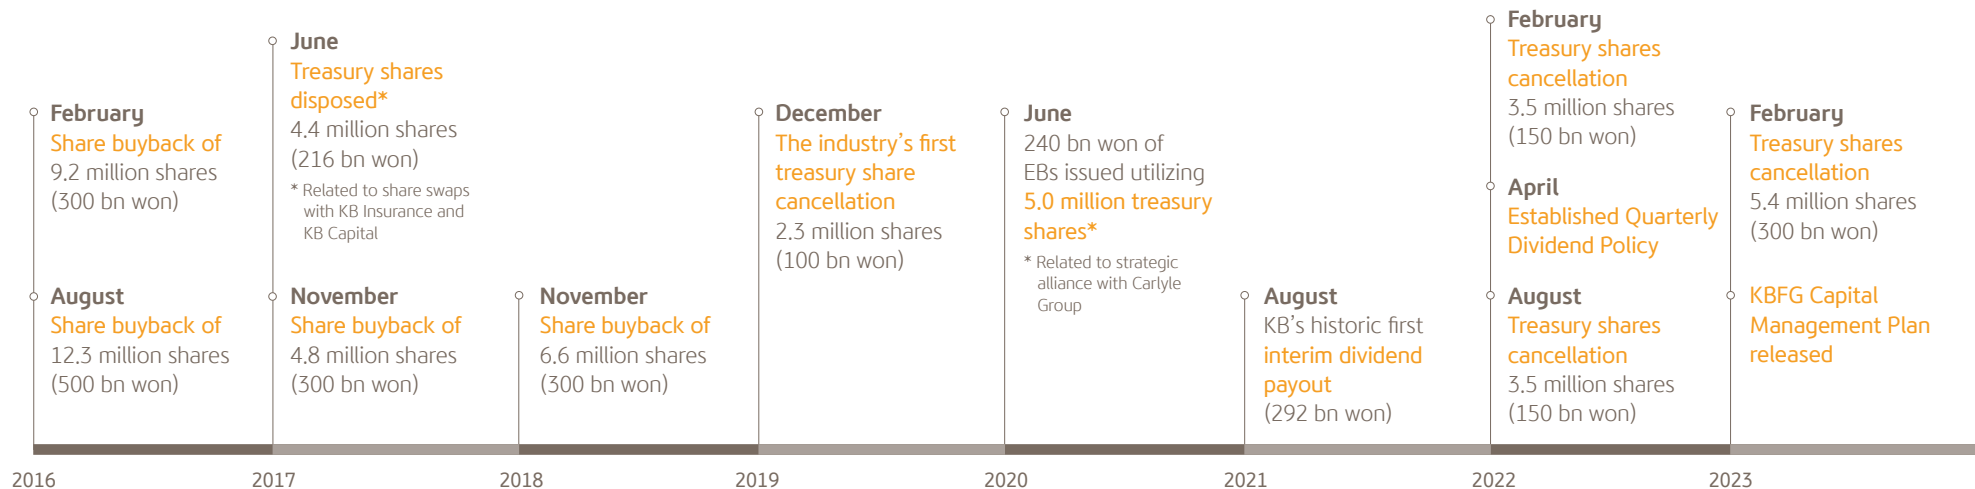 February
Share buyback of
9.2 million shares
(300 bn won)
August
Share buyback of
12.3 million shares
(500 bn won)
June
Treasury shares
disposed*
4.4 million shares
(216 bn won)
* Related to share swaps
with KB Insurance and
KB Capital
November
Share buyback of
4.8 million shares
(300 bn won)
November
Share buyback of
6.6 million shares
(300 bn won)
December
The industry's first
treasury share
cancellation
2.3 million shares
(100 bn won)
June
240 bn won of
EBs issued utilizing
5.0 million treasury
shares*
* Related to strategic
alliance with Carlyle
Group
August
KB's historic first
interim dividend
payout
(292 bn won)
February
Treasury shares
cancellation
3.5 million shares
(150 bn won)
April
Established Quarterly
Dividend Policy
August
Treasury shares
cancellation
3.5 million shares
(150 bn won)
February
Treasury shares
cancellation
5.4 million shares
(300 bn won)
KBFG Capital
Management Plan
released
2016 2017 2018 2019 2020 2021 2022 2023